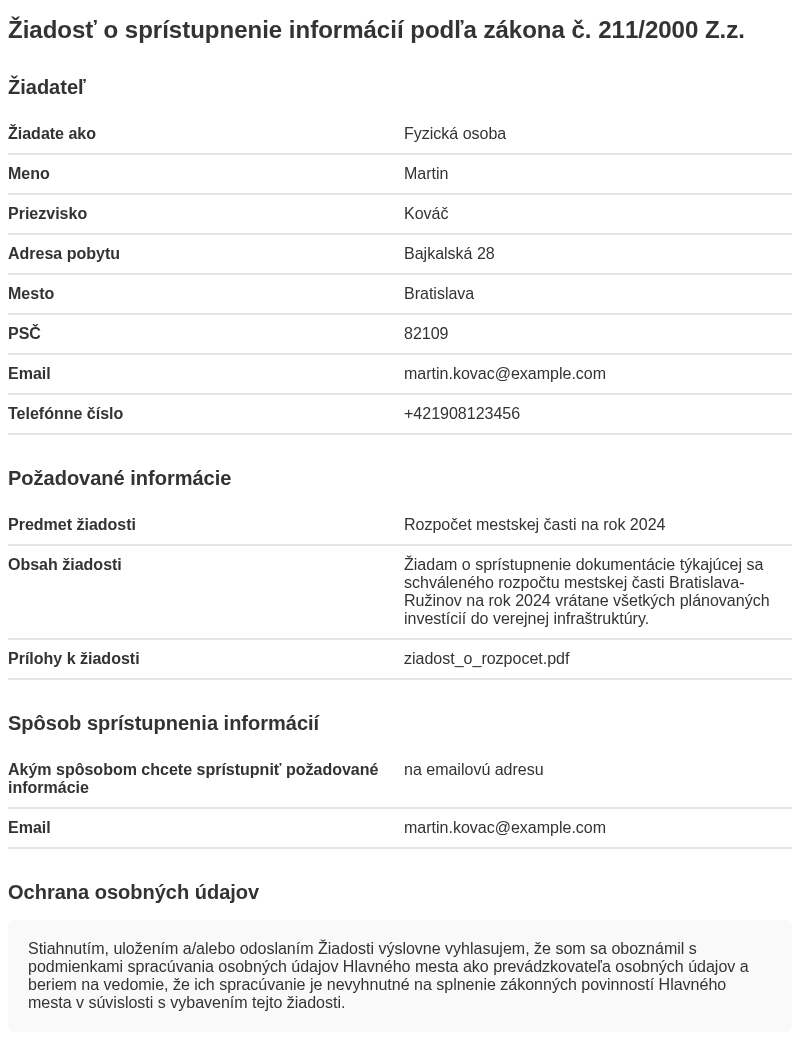 Žiadosť o sprístupnenie informácií podľa zákona č. 211/2000 Z.z.
Žiadateľ
Žiadate ako Fyzická osoba
Meno Martin
Priezvisko Kováč
Adresa pobytu Bajkalská 28
Mesto Bratislava
PSČ 82109
Email martin.kovac@example.com
Telefónne číslo +421908123456
Požadované informácie
Predmet žiadosti Rozpočet mestskej časti na rok 2024
Obsah žiadosti Žiadam o sprístupnenie dokumentácie týkajúcej sa
schváleného rozpočtu mestskej časti Bratislava-
Ružinov na rok 2024 vrátane všetkých plánovaných
investícií do verejnej infraštruktúry.
Prílohy k žiadosti ziadost_o_rozpocet.pdf
Spôsob sprístupnenia informácií
Akým spôsobom chcete sprístupniť požadované na emailovú adresu
informácie
Email martin.kovac@example.com
Ochrana osobných údajov
Stiahnutím, uložením a/alebo odoslaním Žiadosti výslovne vyhlasujem, že som sa oboznámil s
podmienkami spracúvania osobných údajov Hlavného mesta ako prevádzkovateľa osobných údajov a
beriem na vedomie, že ich spracúvanie je nevyhnutné na splnenie zákonných povinností Hlavného
mesta v súvislosti s vybavením tejto žiadosti.